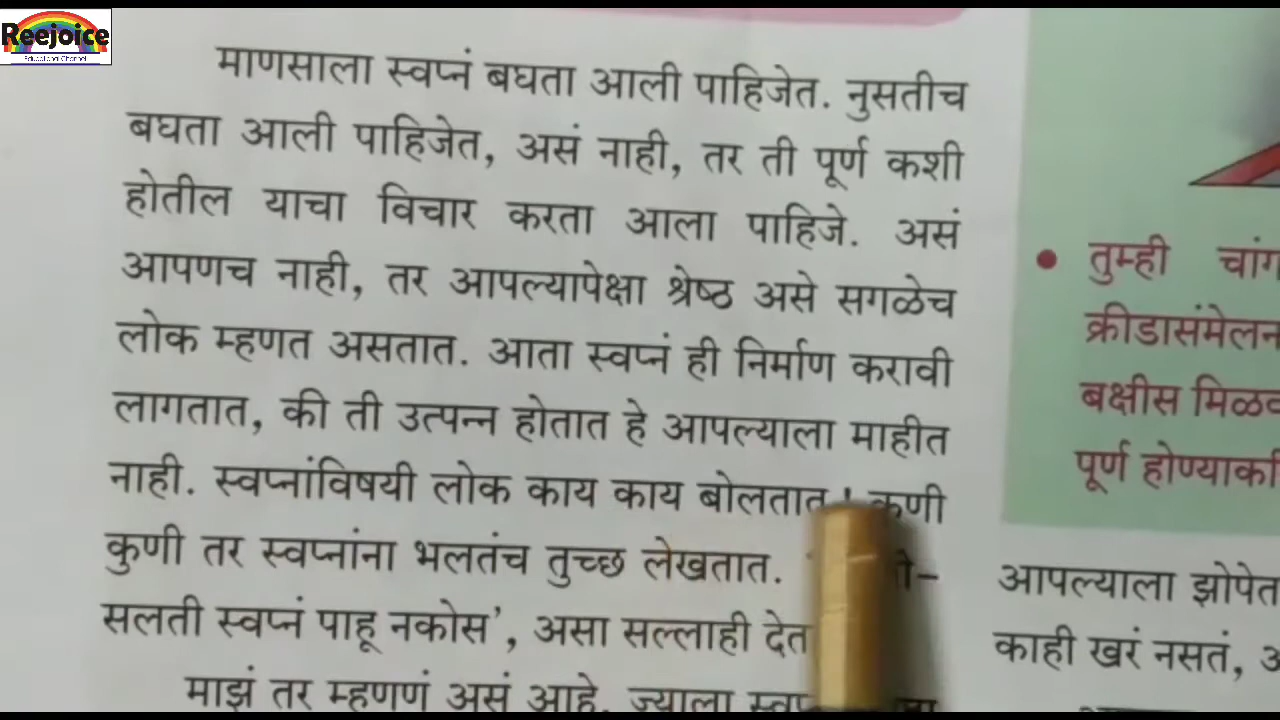 Reejoice
Educational Channel
माणसाला स्वप्नं बघता आली पाहिजेत. नुसतीच
बघता आली पाहिजेत, असं नाही, तर ती पूर्ण कशी
होतील याचा विचार करता आला पाहिजे. असं
आपणच नाही, तर आपल्यापेक्षा श्रेष्ठ असे सगळेच
लोक म्हणत असतात. आता स्वप्नं ही निर्माण करावी
लागतात, की ती उत्पन्न होतात हे आपल्याला माहीत
नाही. स्वप्नांविषयी लोक काय काय बोलतात ! कुणी
कुणी तर स्वप्नांना भलतंच तुच्छ लेखतात.
सलती स्वप्नं पाहू नकोस’, असा सल्लाही देत
माझं तर म्हणणं असं आहे, ज्याला
• तुम्ही चांग
क्रीडासंमेलन
बक्षीस मिळव
पूर्ण होण्याकरि
आपल्याला झोपेत
काही खरं नसतं,